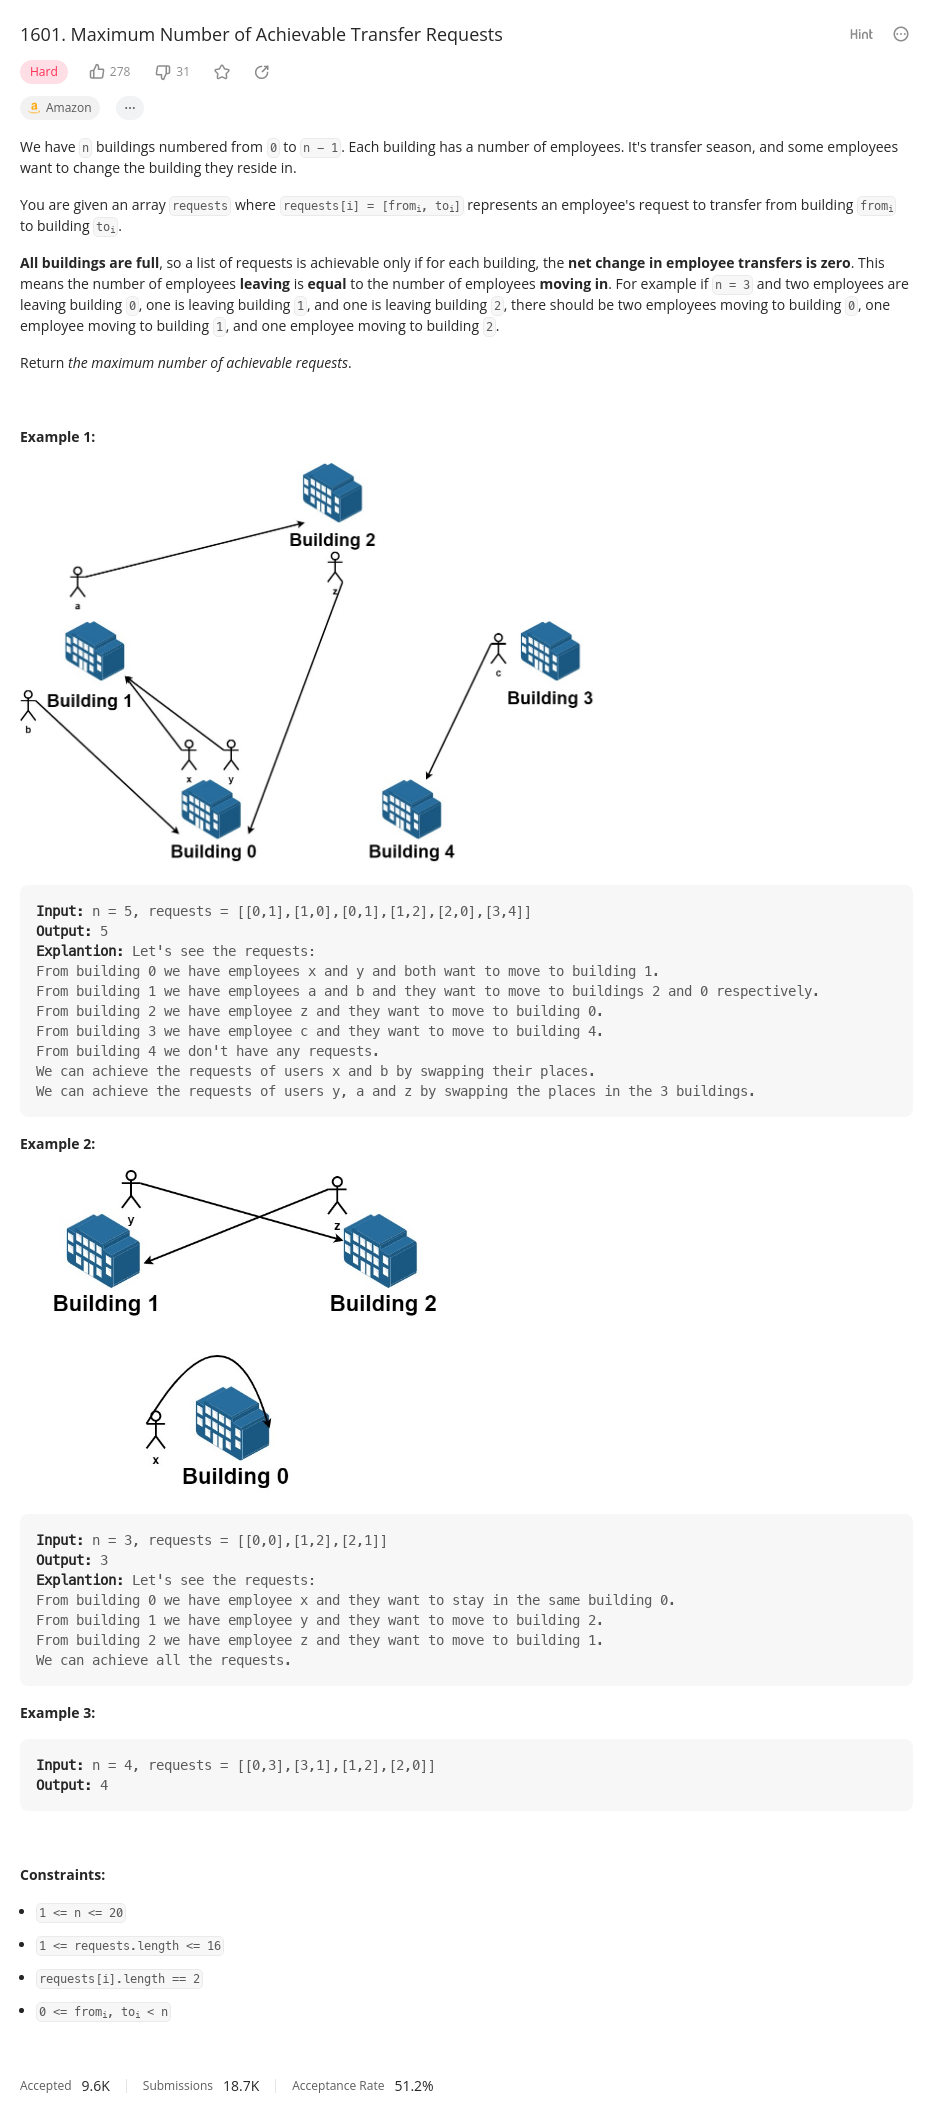 1601. Maximum Number of Achievable Transfer Requests
Hint
Hard 278 31
a Amazon ...
We have n buildings numbered from 0 to n - 1. Each building has a number of employees. It's transfer season, and some employees
want to change the building they reside in.
You are given an array requests where requests[i] = [fromi, toi] represents an employee's request to transfer from building fromi
to building toi.
All buildings are full, so a list of requests is achievable only if for each building, the net change in employee transfers is zero. This
means the number of employees leaving is equal to the number of employees moving in. For example if n = 3 and two employees are
leaving building 0, one is leaving building 1, and one is leaving building 2, there should be two employees moving to building 0, one
employee moving to building 1, and one employee moving to building 2.
Return the maximum number of achievable requests.
Example 1:
Building 2
z
a
c
Building 1
Building 3
b
x y
Building 0
Building 4
Input: n = 5, requests = [[0,1],[1,0],[0,1],[1,2],[2,0],[3,4]]
Output: 5
Explantion: Let's see the requests:
From building 0 we have employees x and y and both want to move to building 1.
From building 1 we have employees a and b and they want to move to buildings 2 and 0 respectively.
From building 2 we have employee z and they want to move to building 0.
From building 3 we have employee c and they want to move to building 4.
From building 4 we don't have any requests.
We can achieve the requests of users x and b by swapping their places.
We can achieve the requests of users y, a and z by swapping the places in the 3 buildings.
Example 2:
y
z
Building 1
Building 2
x
Building 0
Input: n = 3, requests = [[0,0],[1,2],[2,1]]
Output: 3
Explantion: Let's see the requests:
From building 0 we have employee x and they want to stay in the same building 0.
From building 1 we have employee y and they want to move to building 2.
From building 2 we have employee z and they want to move to building 1.
We can achieve all the requests.
Example 3:
Input: n = 4, requests = [[0,3],[3,1],[1,2],[2,0]]
Output: 4
Constraints:
1 <= n <= 20
1 <= requests.length <= 16
requests[i].length == 2
0 <= fromi, toi < n
Accepted 9.6K Submissions 18.7K Acceptance Rate 51.2%